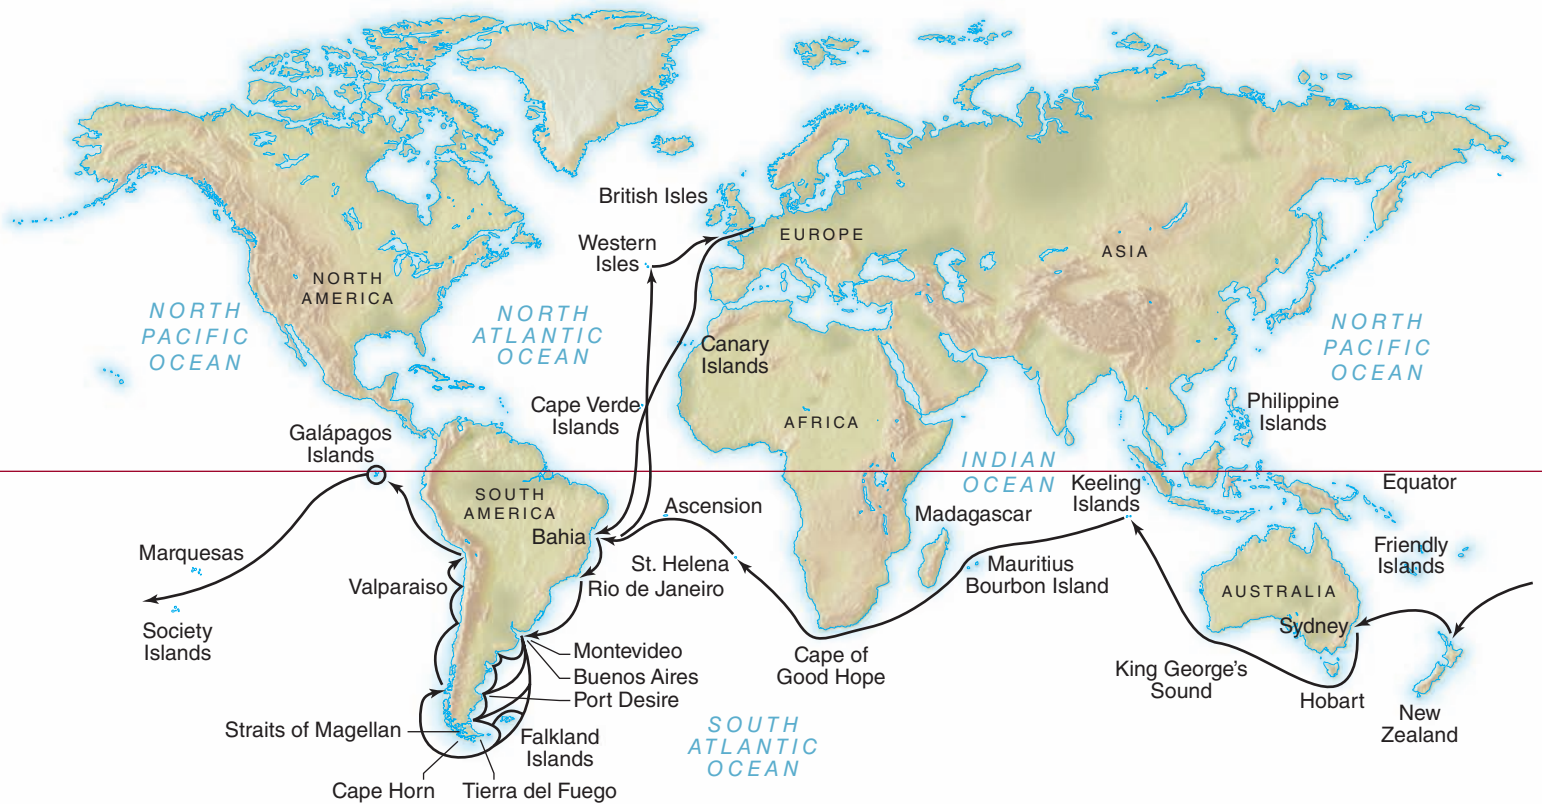 British Isles
Western
Isles
EUROPE
ASIA
NORTH
AMERICA
NORTH
PACIFIC
OCEAN
NORTH
ATLANTIC
OCEAN
NORTH
PACIFIC
OCEAN
Canary
Islands
Cape Verde
Islands
AFRICA
Philippine
Islands
Galápagos
Islands
INDIAN
OCEAN
Keeling
Islands
Equator
SOUTH
AMERICA
Ascension
Madagascar
Bahia
Marquesas
Friendly
Islands
St. Helena
Mauritius
Bourbon Island
Valparaiso
Rio de Janeiro
AUSTRALIA
Sydney
Society
Islands
Montevideo
Buenos Aires
Port Desire
Cape of
Good Hope
King George's
Sound
Hobart
New
Zealand
Straits of Magellan
Falkland
Islands
SOUTH
ATLANTIC
OCEAN
Cape Horn
Tierra del Fuego